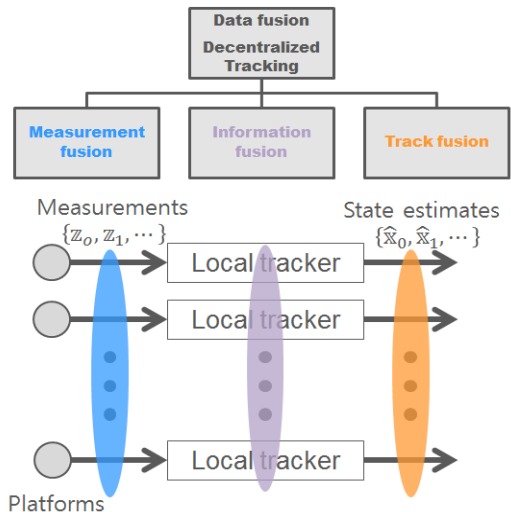 Data fusion
Decentralized
Tracking
Measurement
fusion
Information
fusion
Track fusion
Measurements
{𝕫ₒ, 𝕫₁, ⋯ }
State estimates
{𝕩̂₀, 𝕩̂₁, ⋯ }
Local tracker
Local tracker
Local tracker
Platforms